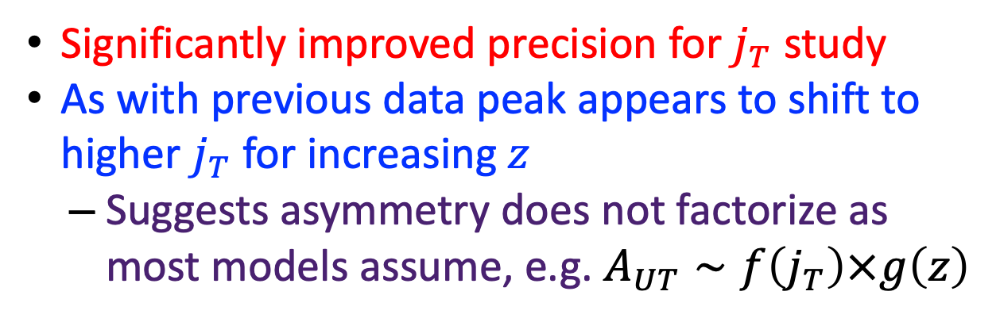 • Significantly improved precision for j_T study
• As with previous data peak appears to shift to
higher j_T for increasing z
– Suggests asymmetry does not factorize as
most models assume, e.g. A_UT ~ f(j_T)×g(z)